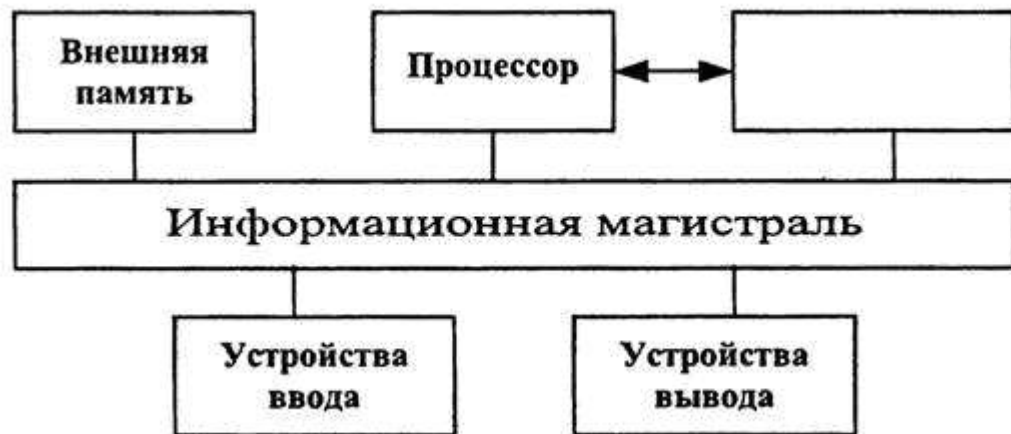 Внешняя
память
Процессор
Информационная магистраль
Устройства
ввода
Устройства
вывода